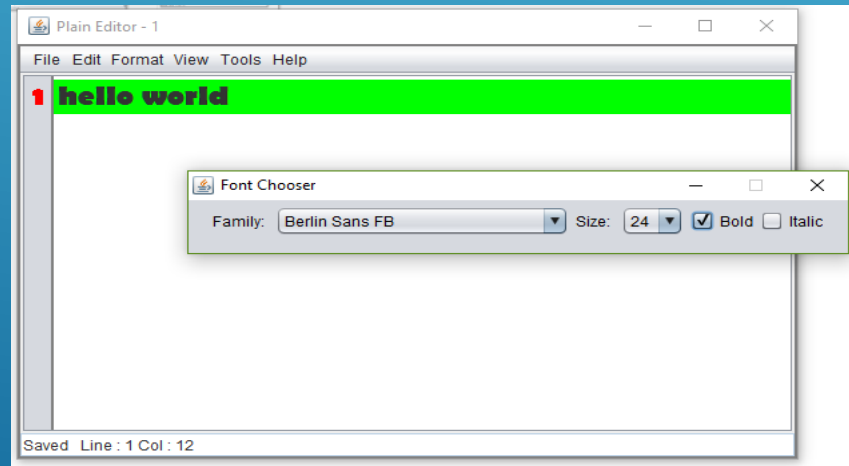 Plain Editor - 1
File Edit Format View Tools Help
1 hello world
Font Chooser
Family: Berlin Sans FB Size: 24 Bold Italic
Saved Line : 1 Col : 12